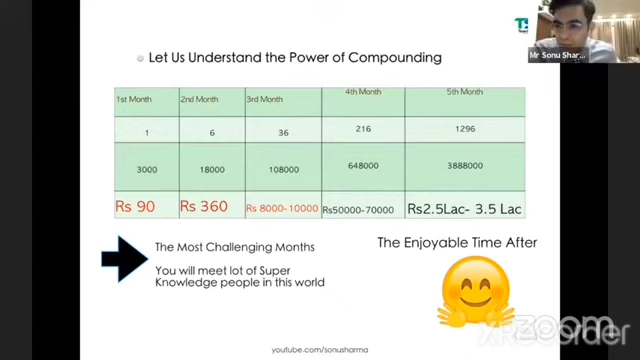 Mr Sonu Shar...
Let Us Understand the Power of Compounding
1st Month 2nd Month 3rd Month 4th Month 5th Month
1 6 36 216 1296
3000 18000 108000 648000 3888000
Rs 90 Rs 360 Rs 8000-10000 Rs50000-70000 Rs2.5Lac- 3.5 Lac
The Most Challenging Months
You will meet lot of Super
Knowledge people in this world
The Enjoyable Time After
zoom
youtube.com/sonusharma